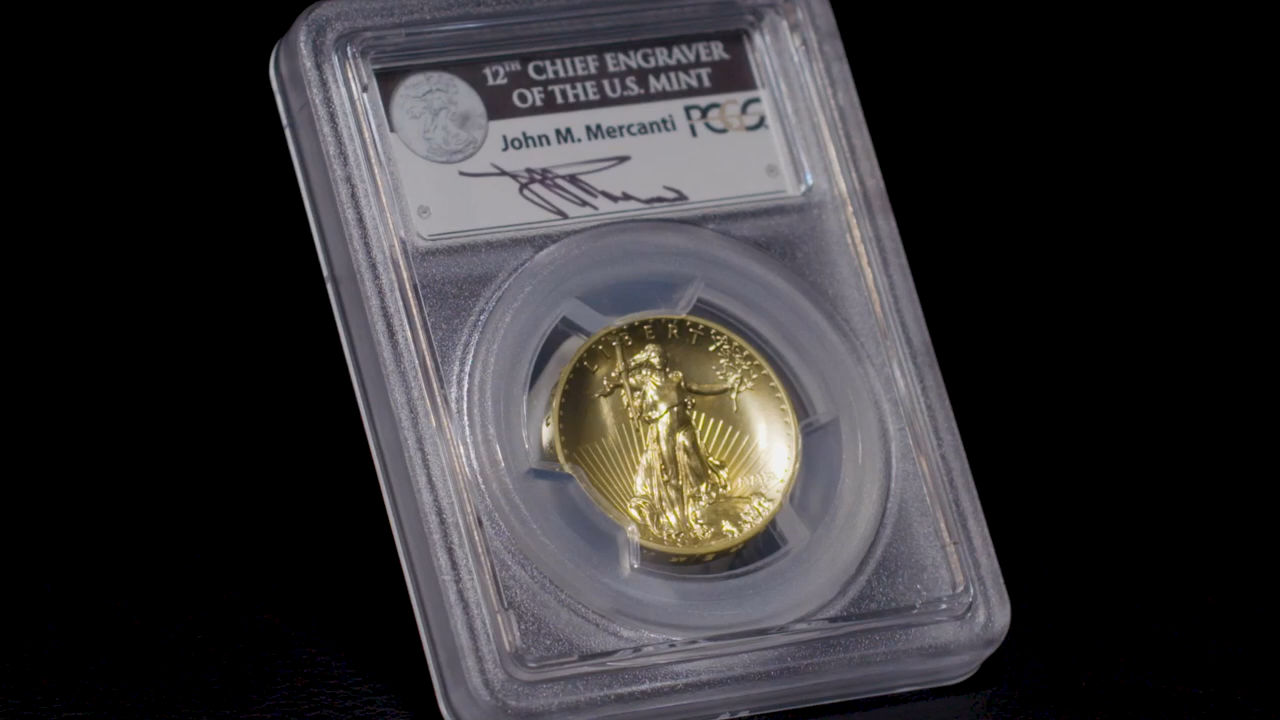 12TH CHIEF ENGRAVER
OF THE U.S. MINT
John M. Mercanti PCGS
LIBERTY